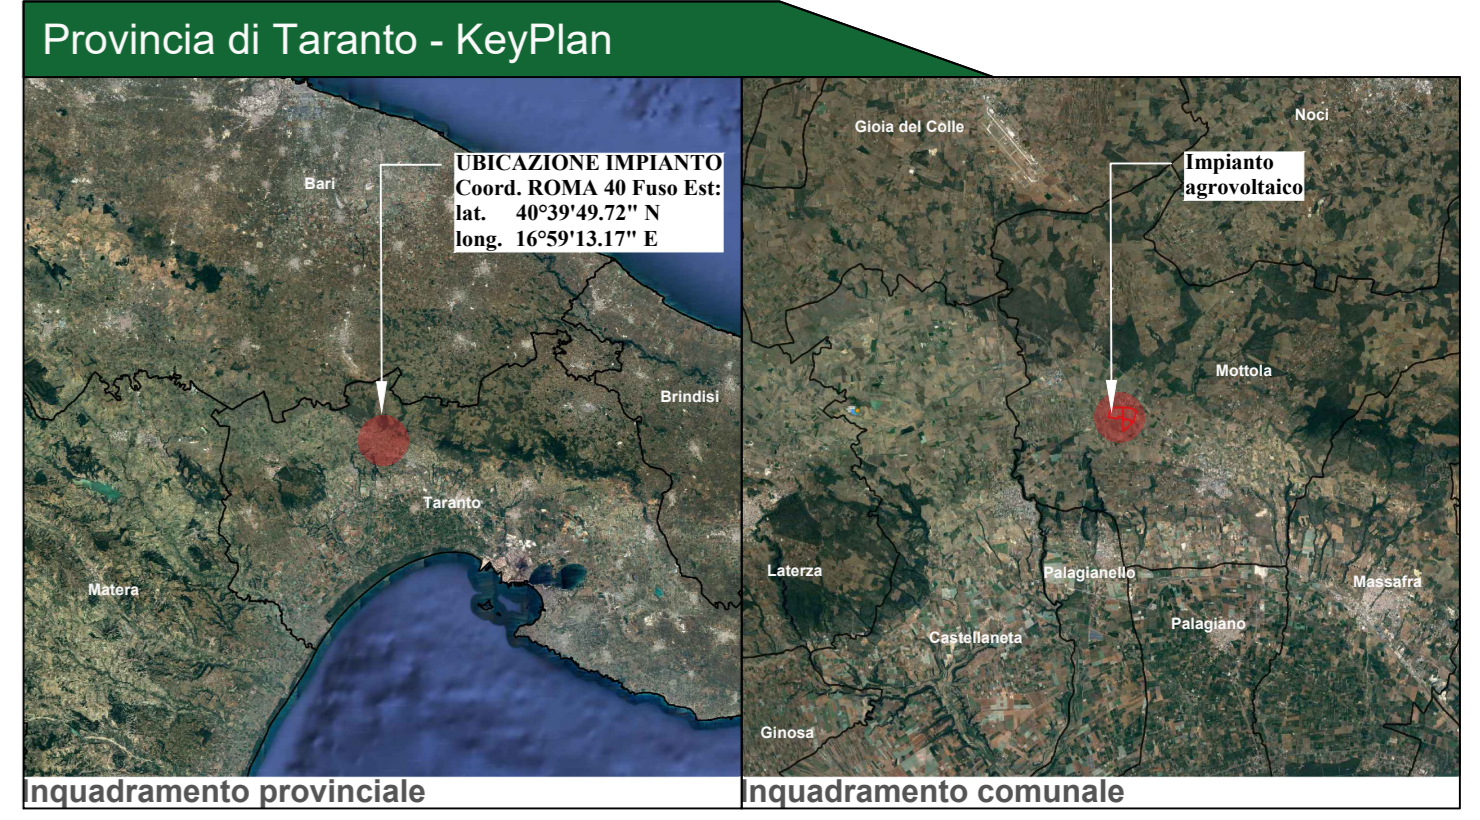 Provincia di Taranto - KeyPlan
UBICAZIONE IMPIANTO
Coord. ROMA 40 Fuso Est:
lat. 40°39'49.72" N
long. 16°59'13.17" E
Bari
Brindisi
Taranto
Matera
Inquadramento provinciale
Noci
Gioia del Colle
Impianto
agrovoltaico
Mottola
Laterza
Palagianello
Massafra
Palagiano
Castellaneta
Ginosa
Inquadramento comunale